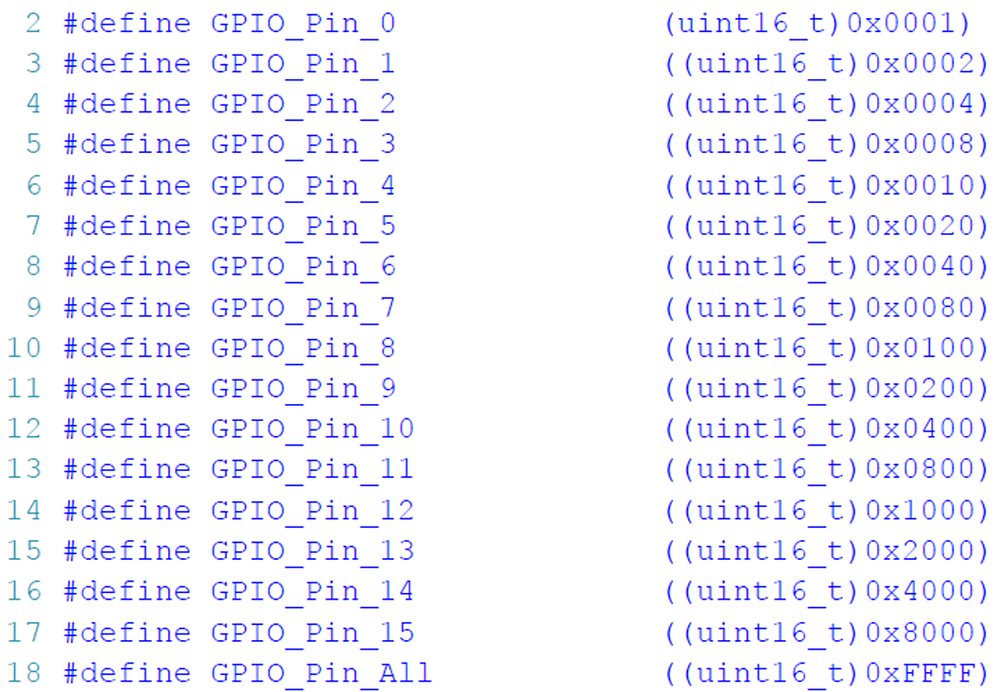 2 #define GPIO_Pin_0 (uint16_t)0x0001)
3 #define GPIO_Pin_1 ((uint16_t)0x0002)
4 #define GPIO_Pin_2 ((uint16_t)0x0004)
5 #define GPIO_Pin_3 ((uint16_t)0x0008)
6 #define GPIO_Pin_4 ((uint16_t)0x0010)
7 #define GPIO_Pin_5 ((uint16_t)0x0020)
8 #define GPIO_Pin_6 ((uint16_t)0x0040)
9 #define GPIO_Pin_7 ((uint16_t)0x0080)
10 #define GPIO_Pin_8 ((uint16_t)0x0100)
11 #define GPIO_Pin_9 ((uint16_t)0x0200)
12 #define GPIO_Pin_10 ((uint16_t)0x0400)
13 #define GPIO_Pin_11 ((uint16_t)0x0800)
14 #define GPIO_Pin_12 ((uint16_t)0x1000)
15 #define GPIO_Pin_13 ((uint16_t)0x2000)
16 #define GPIO_Pin_14 ((uint16_t)0x4000)
17 #define GPIO_Pin_15 ((uint16_t)0x8000)
18 #define GPIO_Pin_All ((uint16_t)0xFFFF)